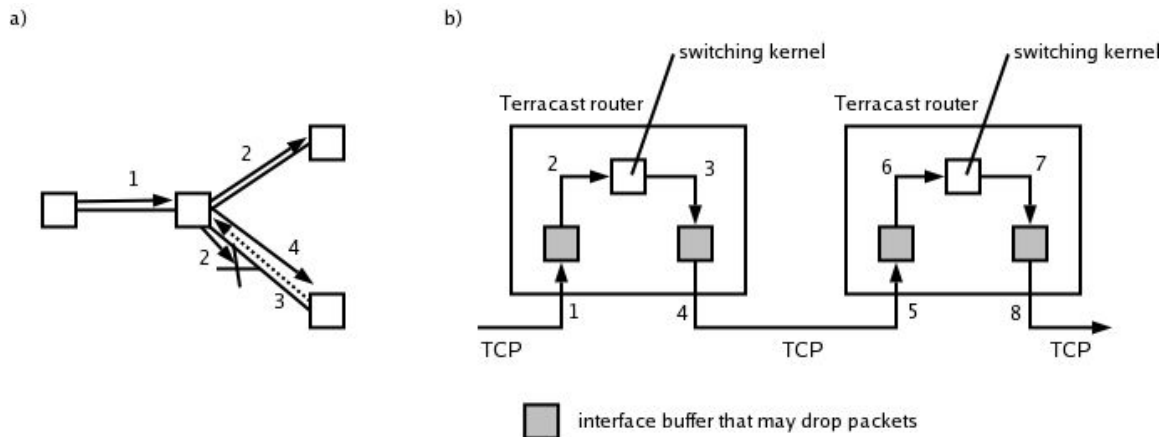 a)
1
2
2
3
4
b)
switching kernel
switching kernel
Terracast router
Terracast router
2
3
6
7
1
4
5
8
TCP
TCP
TCP
interface buffer that may drop packets